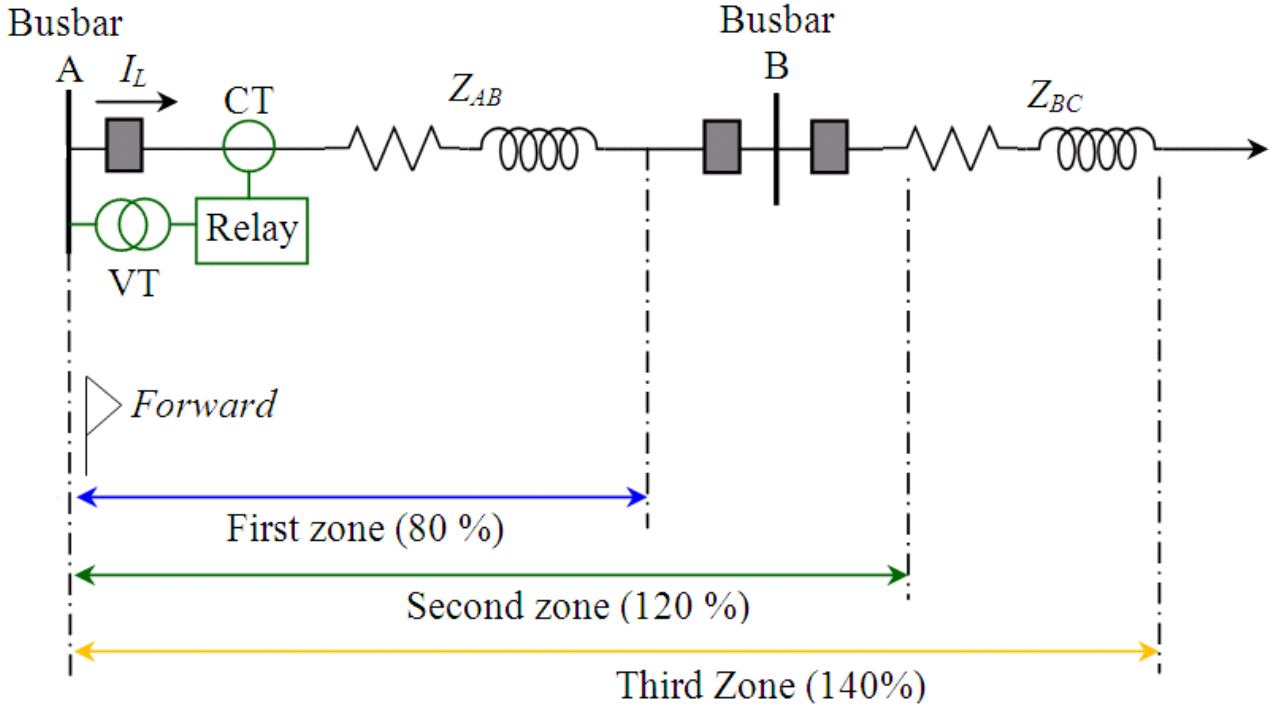 Busbar
A
I_L
CT
Z_AB
Busbar
B
Z_BC
Relay
VT
Forward
First zone (80 %)
Second zone (120 %)
Third Zone (140%)